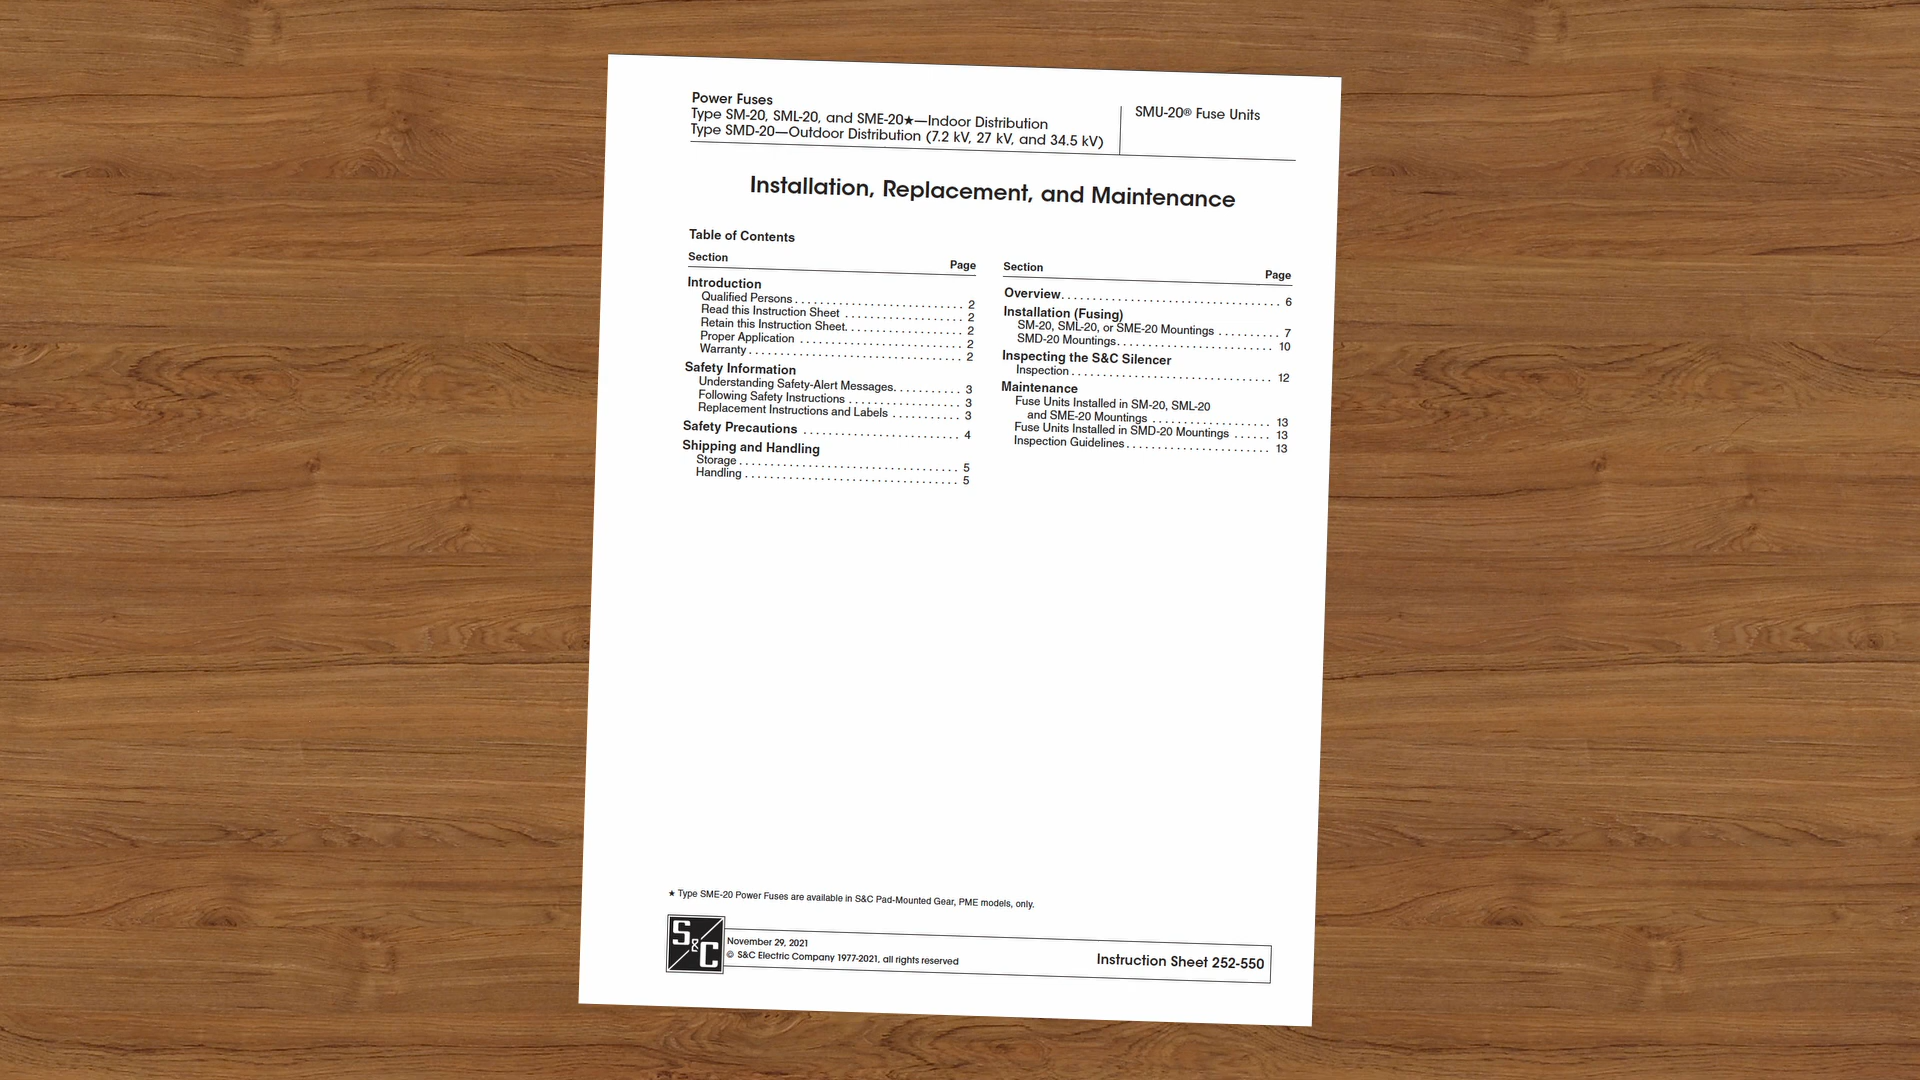 Power Fuses
Type SM-20, SML-20, and SME-20★—Indoor Distribution
Type SMD-20—Outdoor Distribution (7.2 kV, 27 kV, and 34.5 kV)
SMU-20® Fuse Units
Installation, Replacement, and Maintenance
Table of Contents
Section Page
Introduction
Qualified Persons . . . . . . . . . . . . . . . . . . . . . . . . . . 2
Read this Instruction Sheet . . . . . . . . . . . . . . . . . . 2
Retain this Instruction Sheet. . . . . . . . . . . . . . . . . . 2
Proper Application . . . . . . . . . . . . . . . . . . . . . . . . . 2
Warranty . . . . . . . . . . . . . . . . . . . . . . . . . . . . . . . . . 2
Safety Information
Understanding Safety-Alert Messages. . . . . . . . . . . 3
Following Safety Instructions . . . . . . . . . . . . . . . . . 3
Replacement Instructions and Labels . . . . . . . . . . . 3
Safety Precautions . . . . . . . . . . . . . . . . . . . . . . . . 4
Shipping and Handling
Storage . . . . . . . . . . . . . . . . . . . . . . . . . . . . . . . . . . 5
Handling . . . . . . . . . . . . . . . . . . . . . . . . . . . . . . . . . 5
Section Page
Overview. . . . . . . . . . . . . . . . . . . . . . . . . . . . . . . . . 6
Installation (Fusing)
SM-20, SML-20, or SME-20 Mountings . . . . . . . . . . 7
SMD-20 Mountings. . . . . . . . . . . . . . . . . . . . . . . . 10
Inspecting the S&C Silencer
Inspection . . . . . . . . . . . . . . . . . . . . . . . . . . . . . . . 12
Maintenance
Fuse Units Installed in SM-20, SML-20
and SME-20 Mountings . . . . . . . . . . . . . . . . . . . 13
Fuse Units Installed in SMD-20 Mountings . . . . . . 13
Inspection Guidelines . . . . . . . . . . . . . . . . . . . . . . 13
★ Type SME-20 Power Fuses are available in S&C Pad-Mounted Gear, PME models, only.
S&C
November 29, 2021
© S&C Electric Company 1977-2021, all rights reserved
Instruction Sheet 252-550